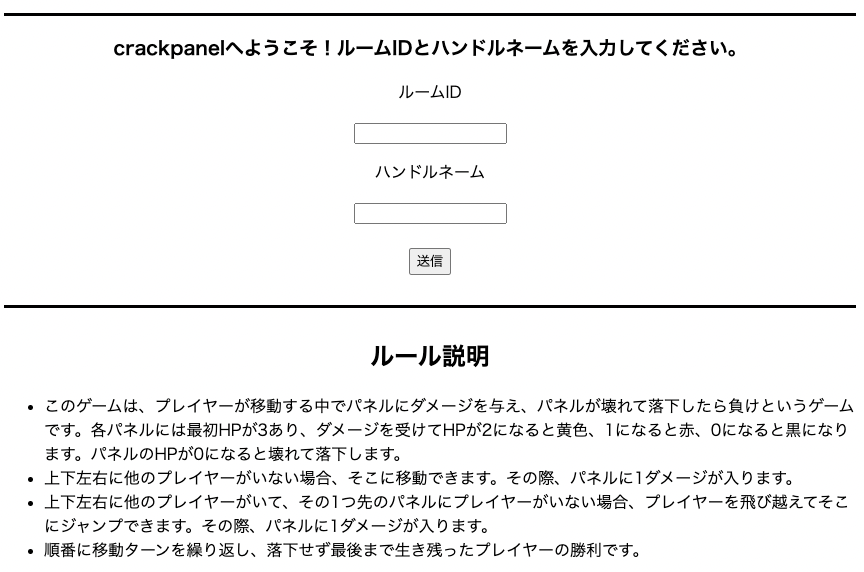 crackpanelへようこそ！ルームIDとハンドルネームを入力してください。
ルームID
ハンドルネーム
送信
ルール説明
• このゲームは、プレイヤーが移動する中でパネルにダメージを与え、パネルが壊れて落下したら負けというゲーム
です。各パネルには最初HPが3あり、ダメージを受けてHPが2になると黄色、1になると赤、0になると黒になり
ます。パネルのHPが0になると壊れて落下します。
• 上下左右に他のプレイヤーがいない場合、そこに移動できます。その際、パネルに1ダメージが入ります。
• 上下左右に他のプレイヤーがいて、その1つ先のパネルにプレイヤーがいない場合、プレイヤーを飛び越えてそこ
にジャンプできます。その際、パネルに1ダメージが入ります。
• 順番に移動ターンを繰り返し、落下せず最後まで生き残ったプレイヤーの勝利です。